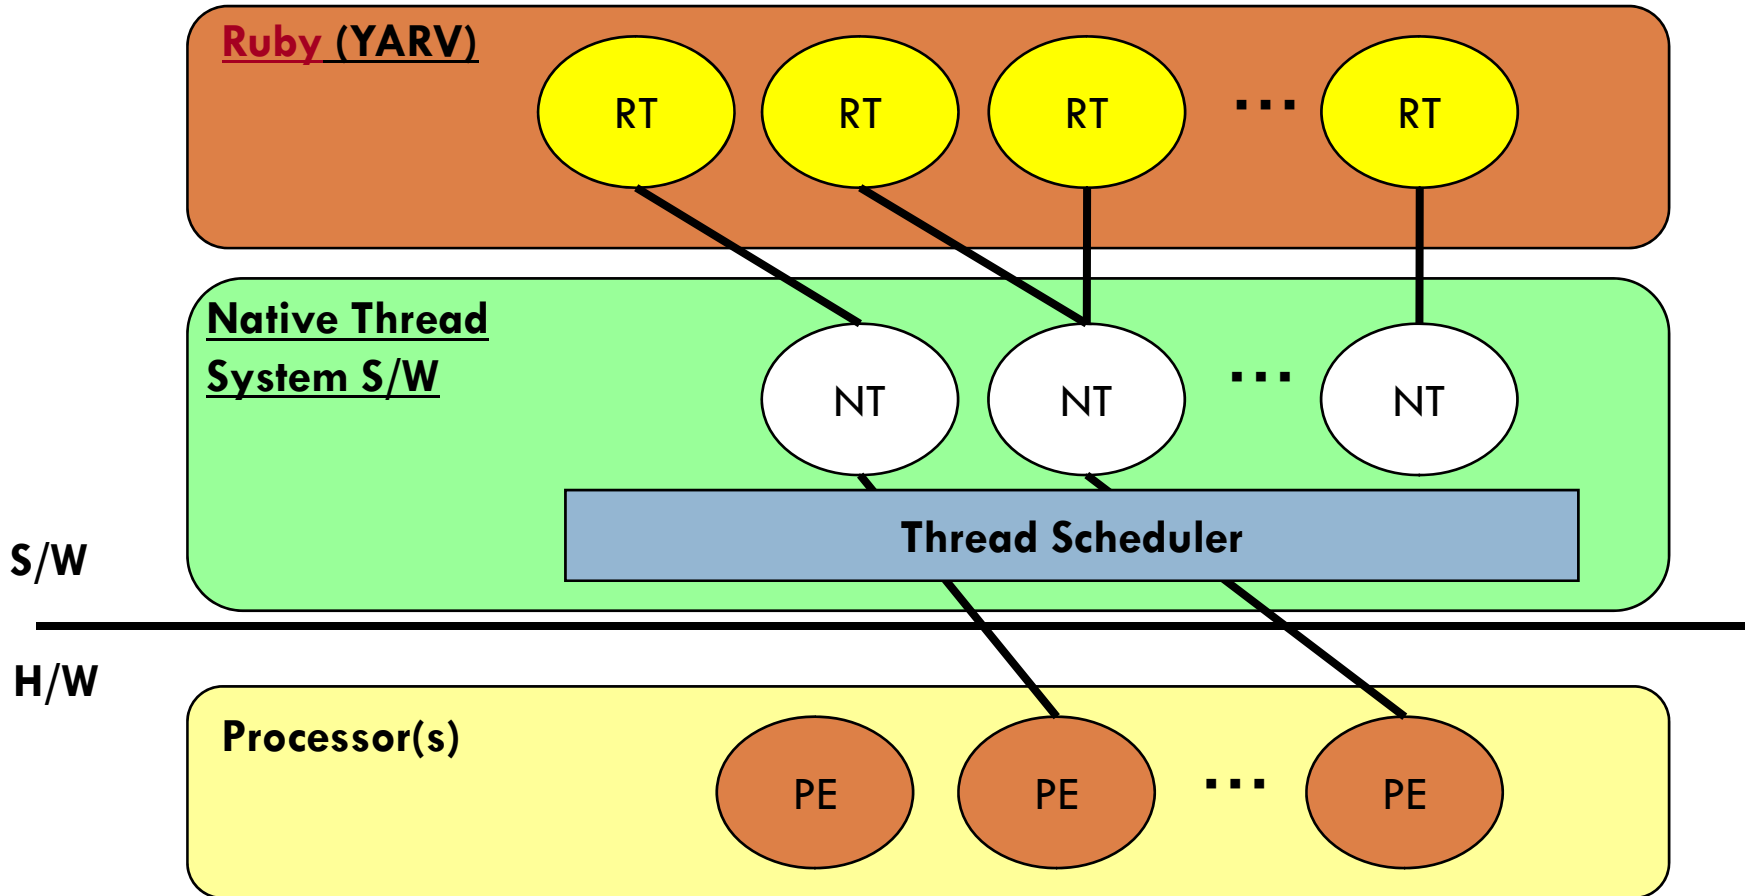 Ruby (YARV)
RT RT RT ... RT
Native Thread
System S/W
NT NT ... NT
Thread Scheduler
S/W
H/W
Processor(s)
PE PE ... PE